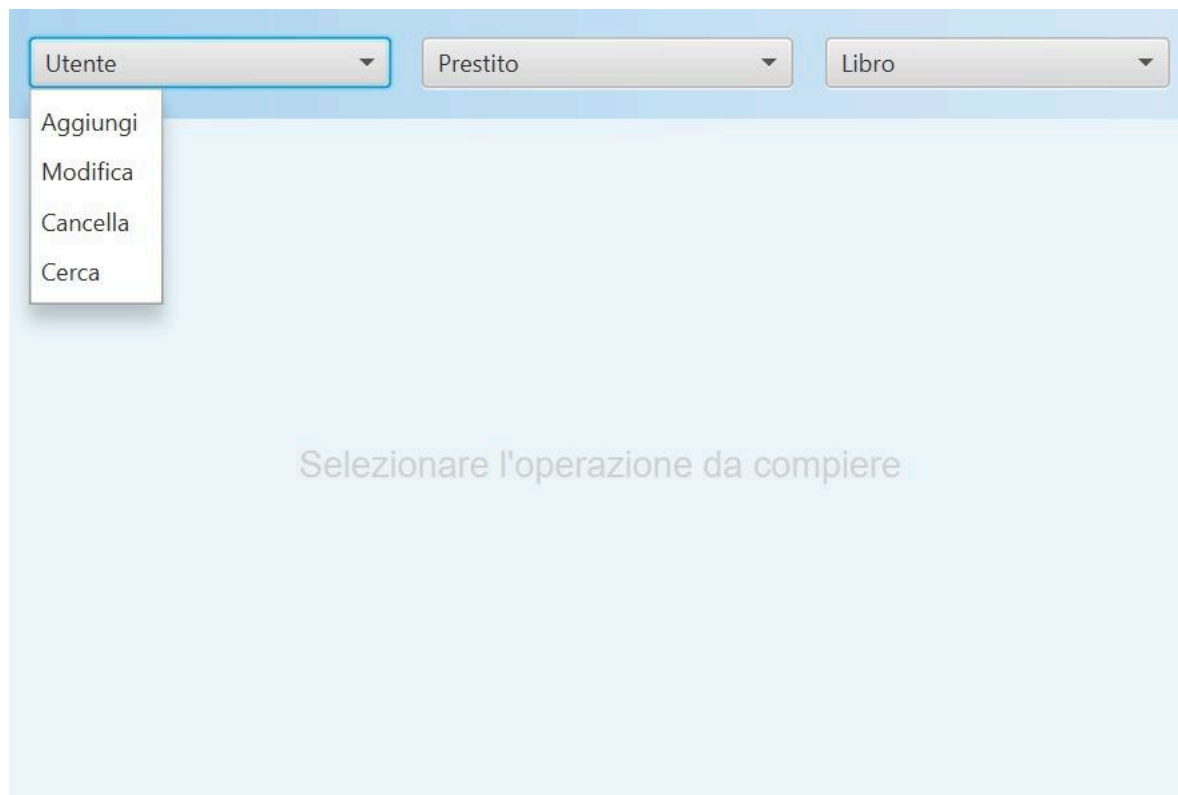 Utente
Prestito
Libro
Aggiungi
Modifica
Cancella
Cerca
Selezionare l'operazione da compiere